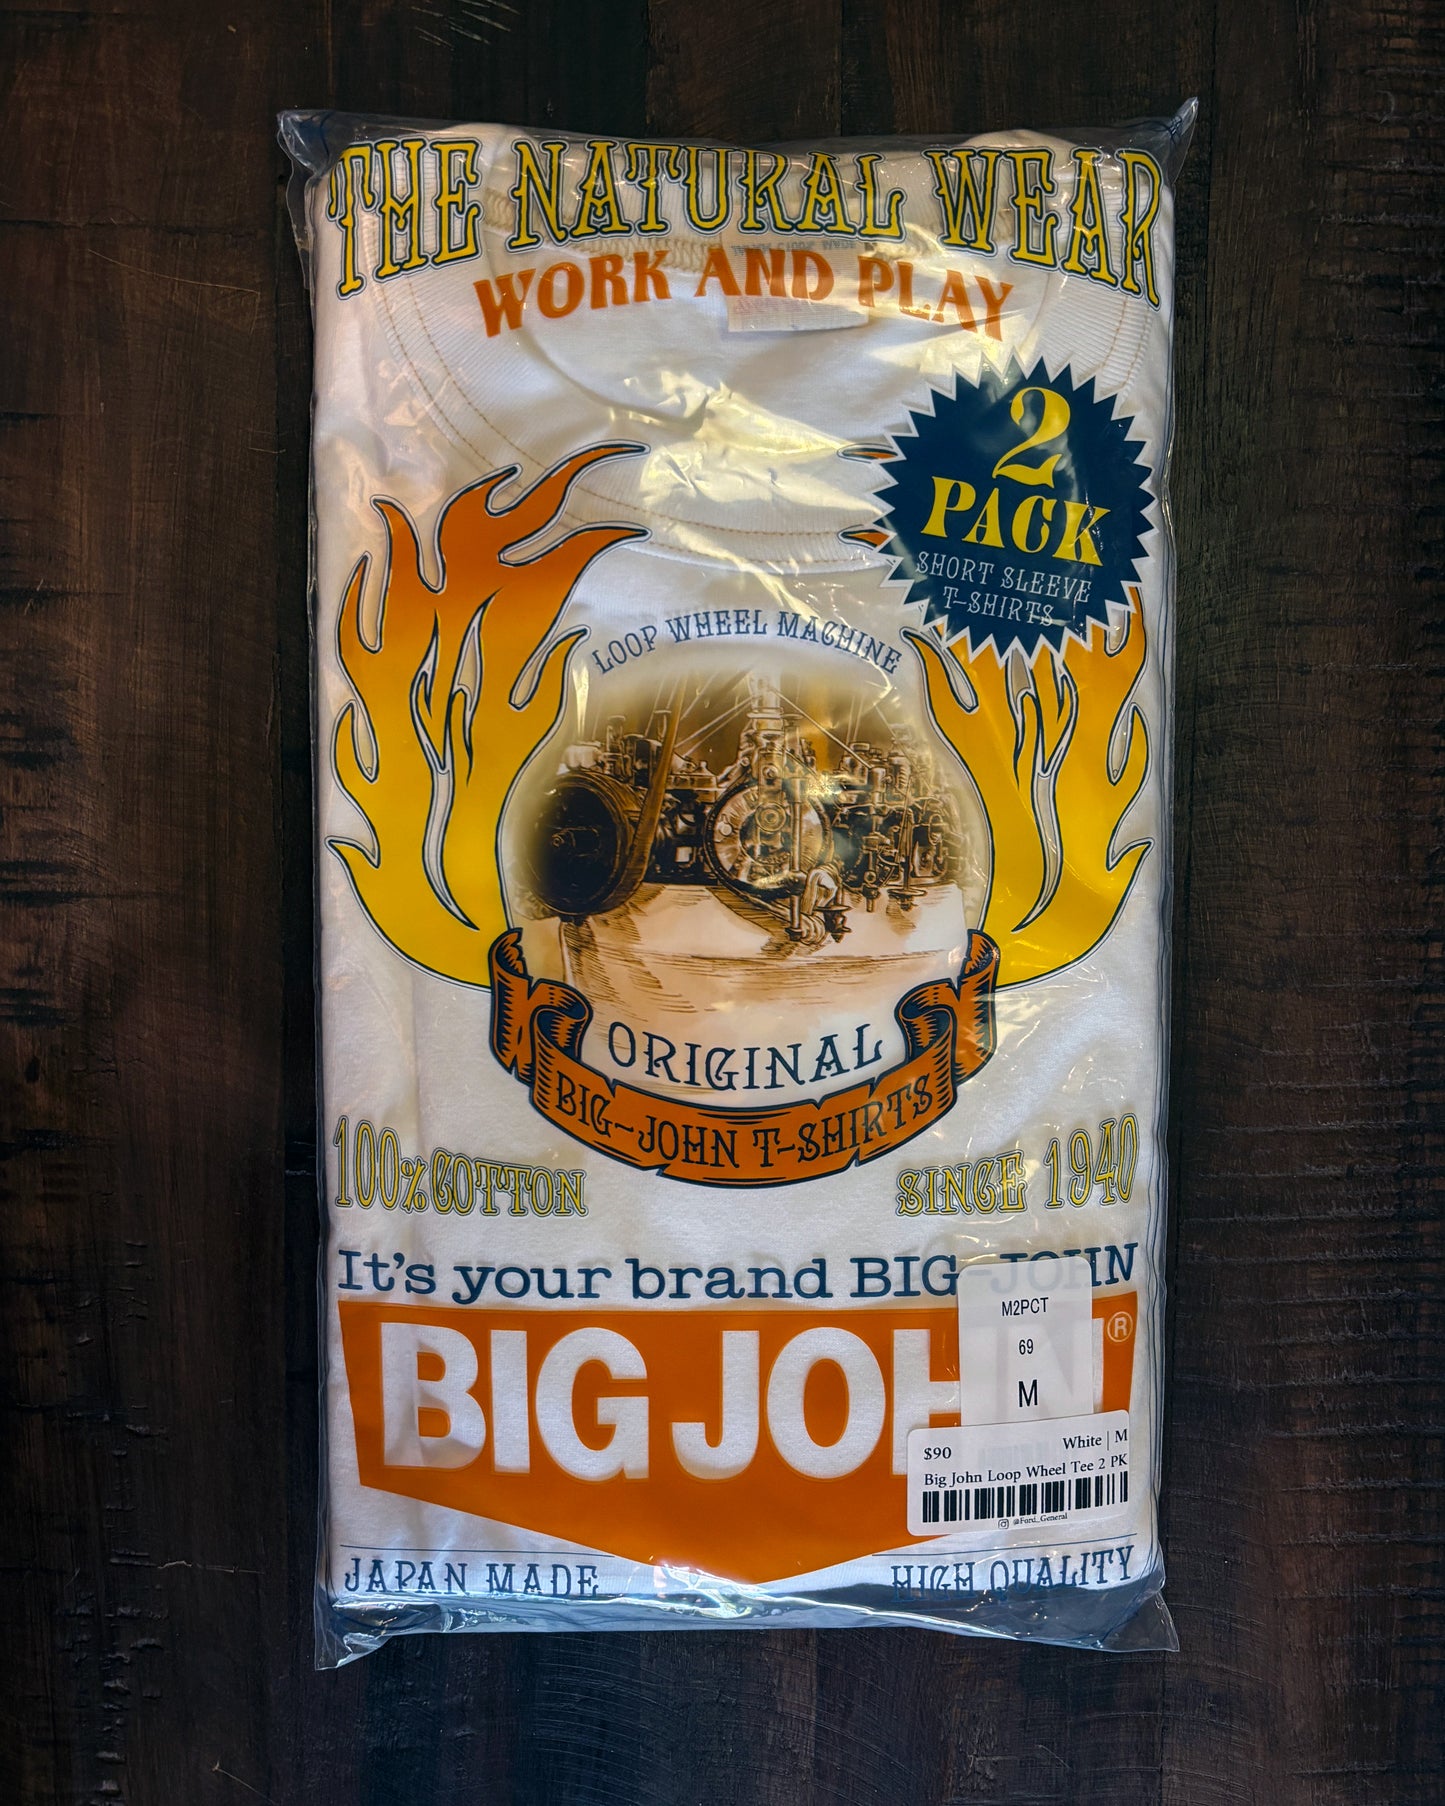 THE NATURAL WEAR
WORK AND PLAY
2
PACK
SHORT SLEEVE
T-SHIRTS
LOOP WHEEL MACHINE
ORIGINAL
BIG-JOHN T-SHIRTS
100% COTTON
SINCE 1940
It's your brand BIG-JOHN
BIG JOHN®
M2PCT
69
M
$90
White | M
Big John Loop Wheel Tee 2 PK
@Ford_General
JAPAN MADE
HIGH QUALITY